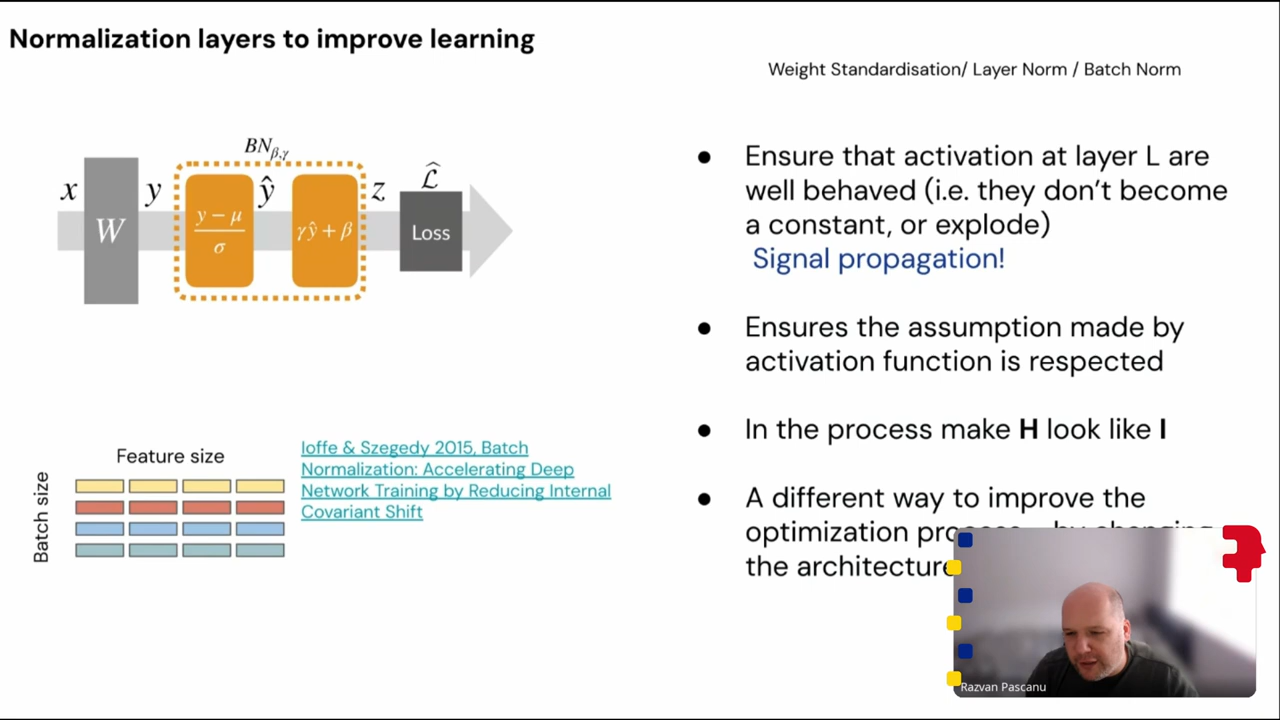 Normalization layers to improve learning
Weight Standardisation/ Layer Norm / Batch Norm
BNβ,γ
x
W
y
y − μ
σ
ŷ
γŷ + β
z
ℒ̂
Loss
Ensure that activation at layer L are
well behaved (i.e. they don’t become
a constant, or explode)
Signal propagation!
Ensures the assumption made by
activation function is respected
In the process make H look like I
A different way to improve the
optimization process – by changing
the architecture
Feature size
Batch size
Ioffe & Szegedy 2015, Batch
Normalization: Accelerating Deep
Network Training by Reducing Internal
Covariant Shift
Razvan Pascanu